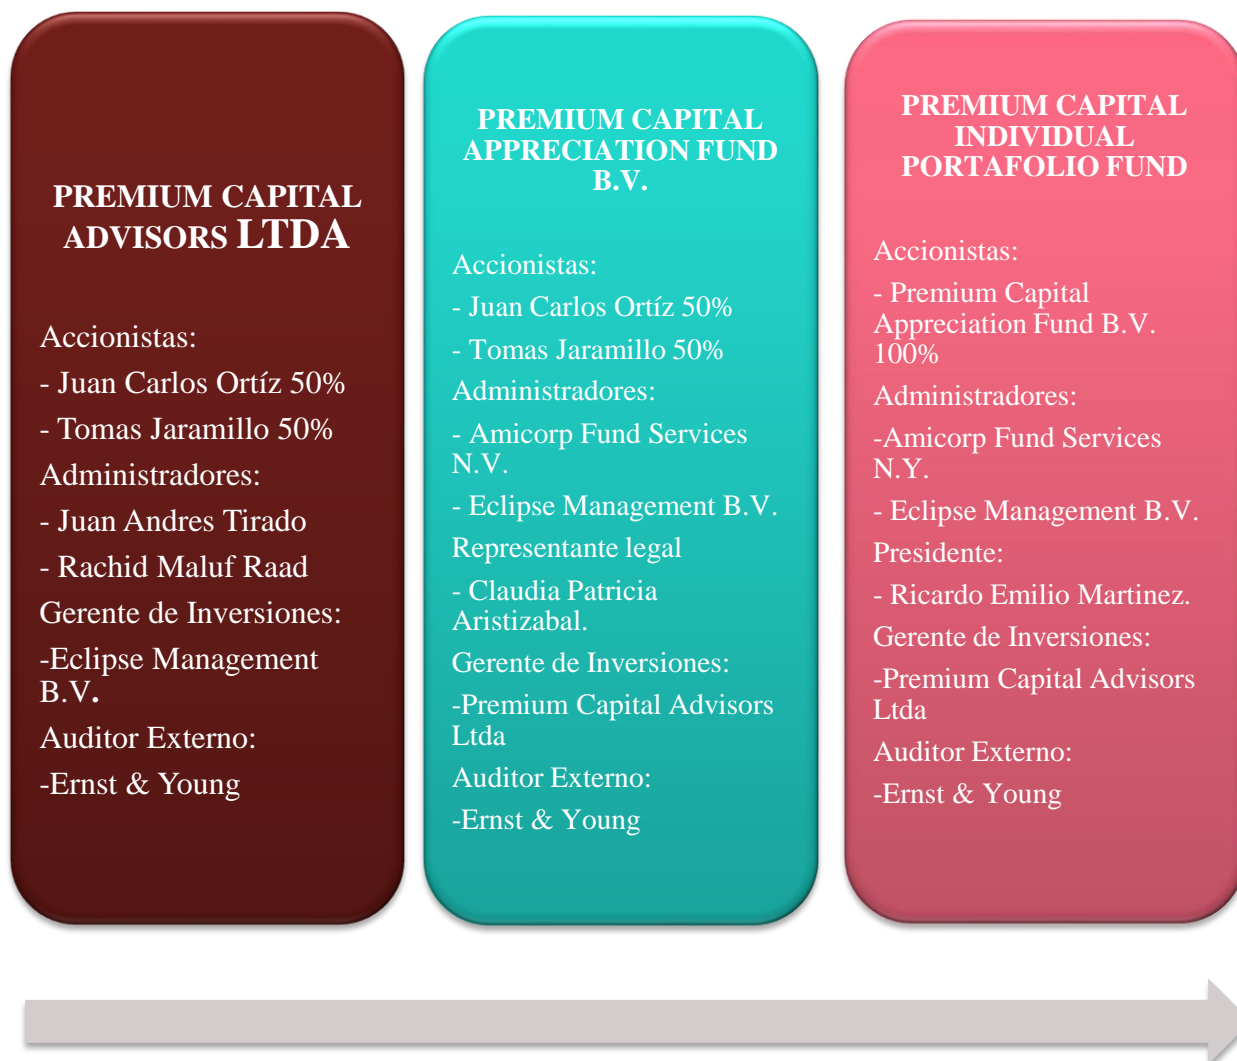 PREMIUM CAPITAL
ADVISORS LTDA
Accionistas:
- Juan Carlos Ortíz 50%
- Tomas Jaramillo 50%
Administradores:
- Juan Andres Tirado
- Rachid Maluf Raad
Gerente de Inversiones:
-Eclipse Management
B.V.
Auditor Externo:
-Ernst & Young
PREMIUM CAPITAL
APPRECIATION FUND
B.V.
Accionistas:
- Juan Carlos Ortíz 50%
- Tomas Jaramillo 50%
Administradores:
- Amicorp Fund Services
N.V.
- Eclipse Management B.V.
Representante legal
- Claudia Patricia
Aristizabal.
Gerente de Inversiones:
-Premium Capital Advisors
Ltda
Auditor Externo:
-Ernst & Young
PREMIUM CAPITAL
INDIVIDUAL
PORTAFOLIO FUND
Accionistas:
- Premium Capital
Appreciation Fund B.V.
100%
Administradores:
-Amicorp Fund Services
N.Y.
- Eclipse Management B.V.
Presidente:
- Ricardo Emilio Martinez.
Gerente de Inversiones:
-Premium Capital Advisors
Ltda
Auditor Externo:
-Ernst & Young